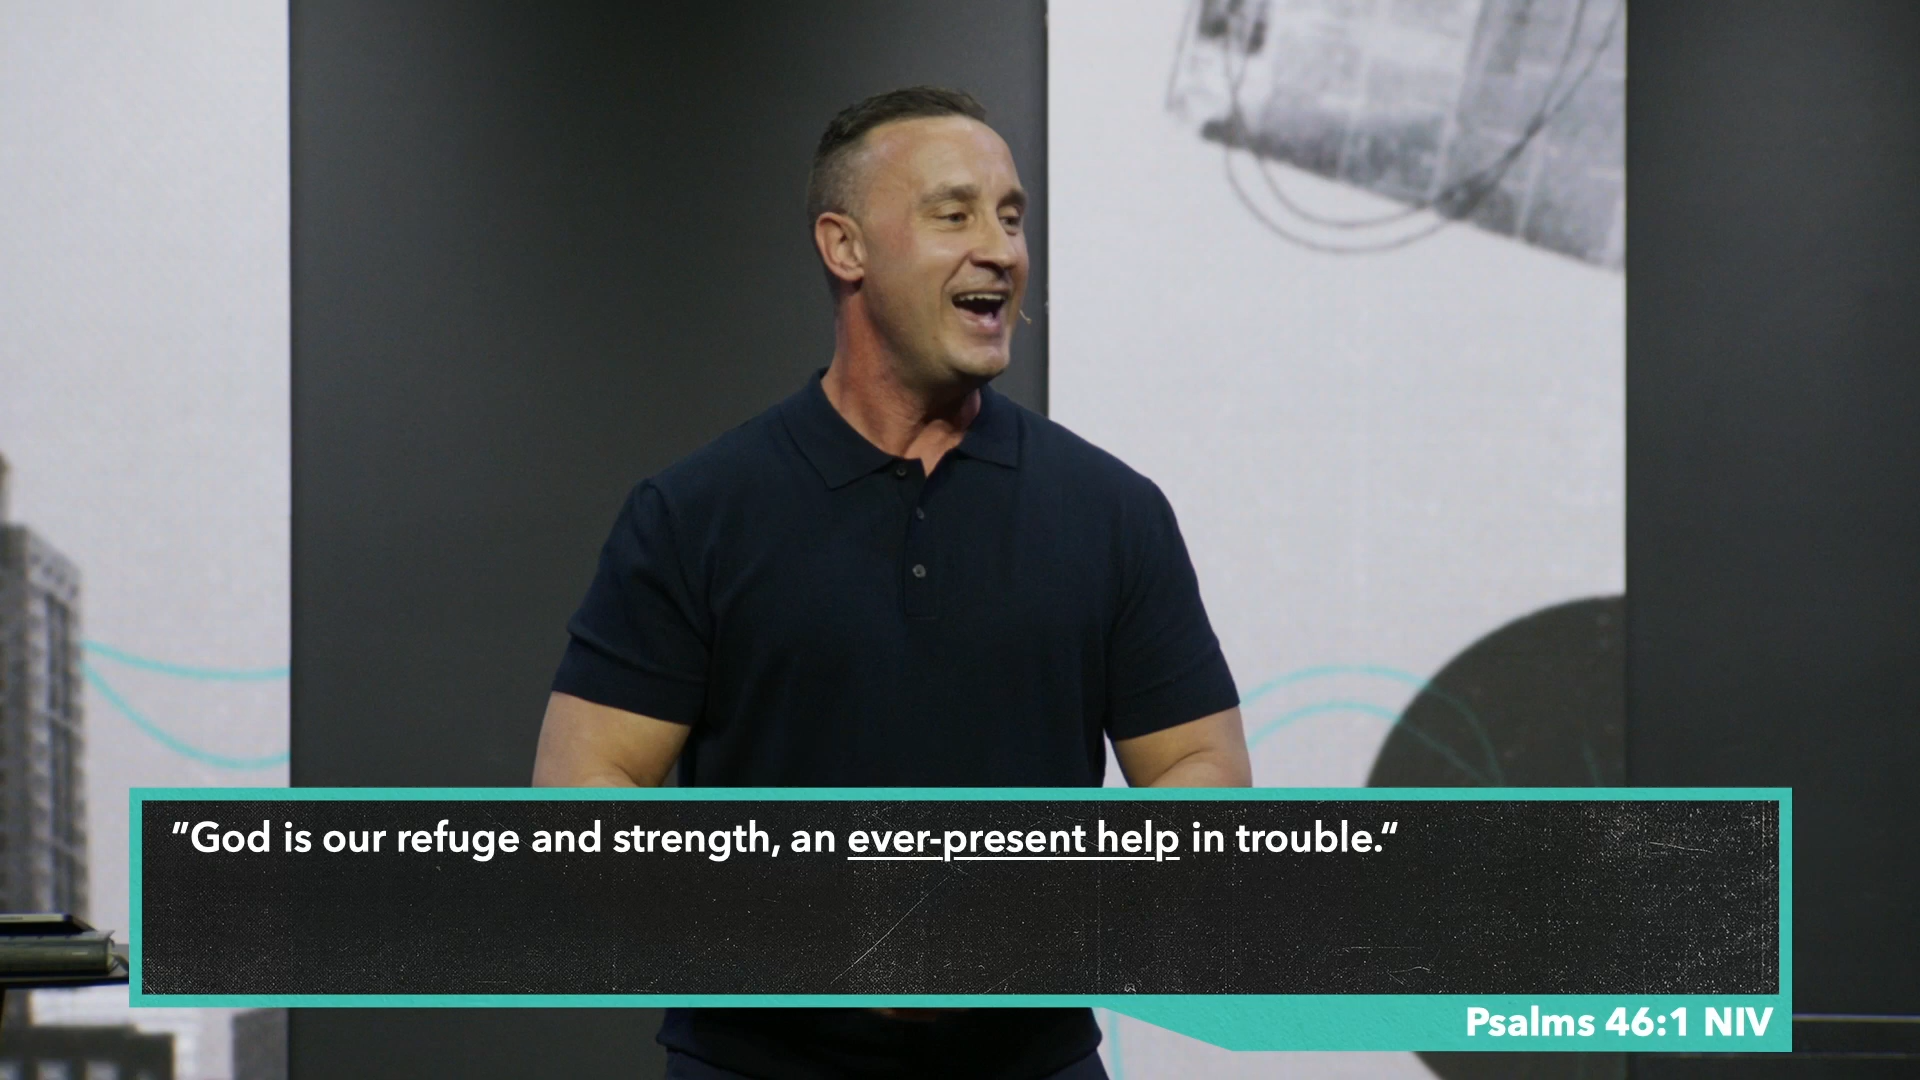 "God is our refuge and strength, an ever-present help in trouble."
Psalms 46:1 NIV